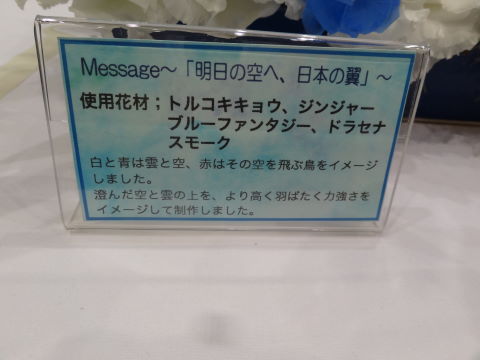 Message～「明日の空へ、日本の翼」～
使用花材；トルコキキョウ、ジンジャー
ブルーファンタジー、ドラセナ
スモーク
白と青は雲と空、赤はその空を飛ぶ鳥をイメージ
しました。
澄んだ空と雲の上を、より高く羽ばたく力強さを
イメージして制作しました。